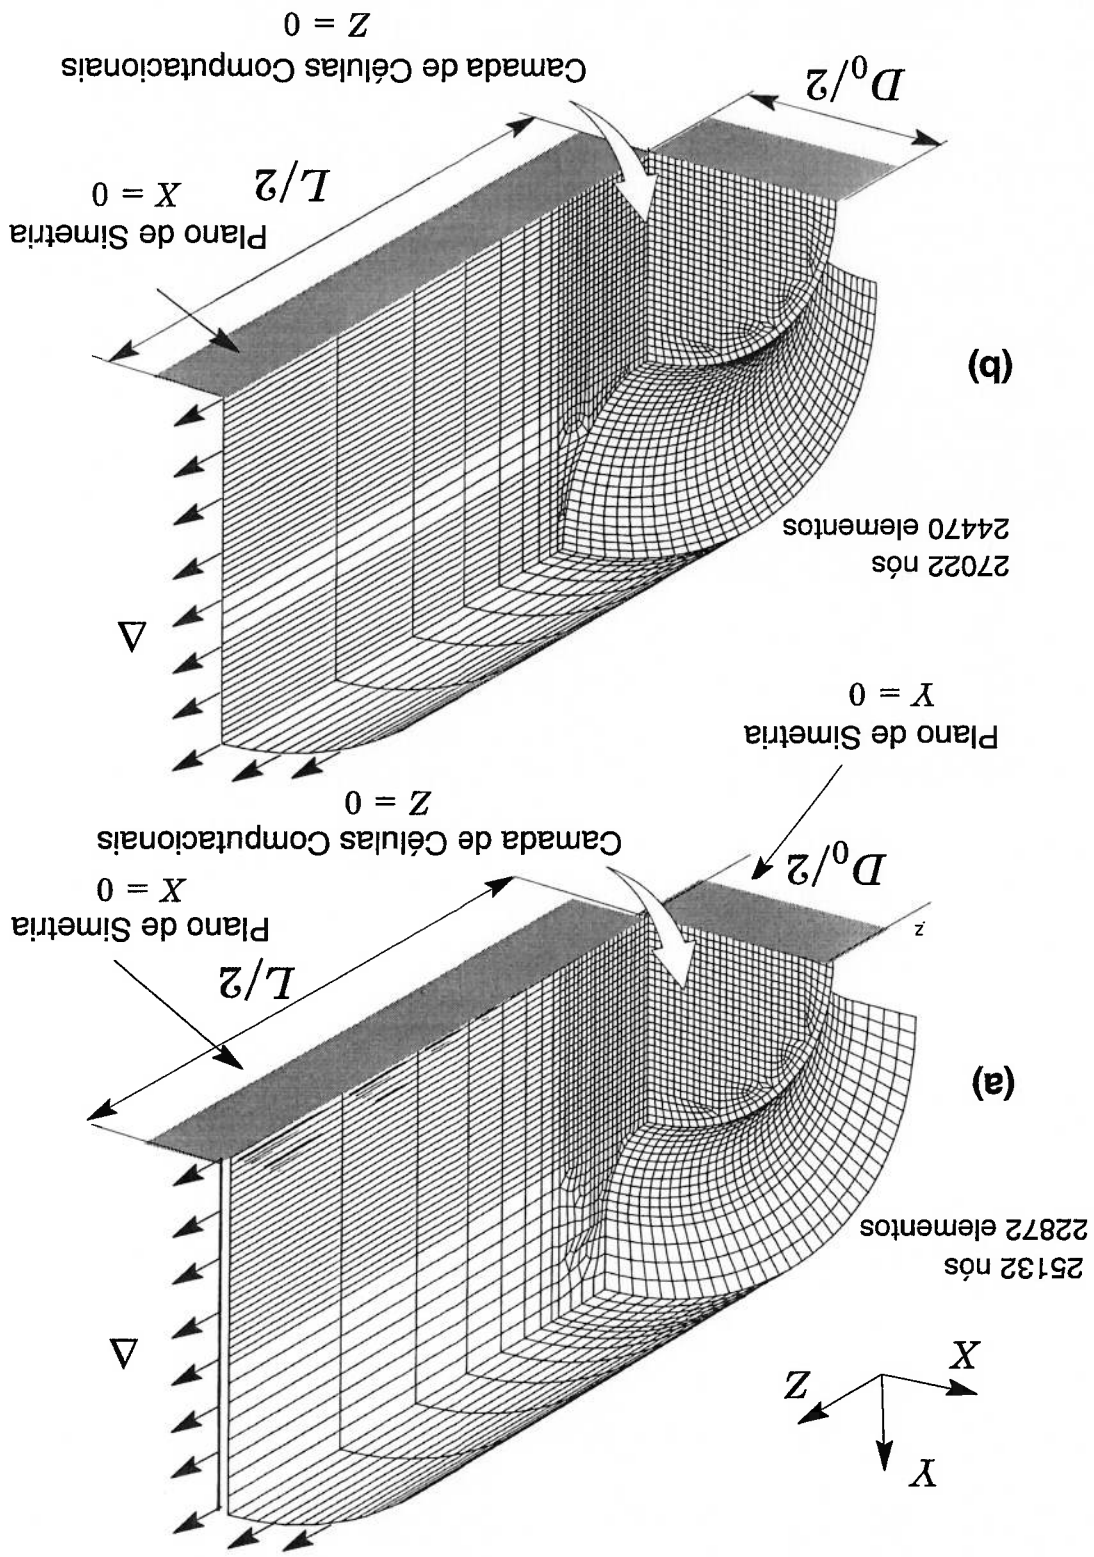 Y
X
Z
Δ
25132 nós
22872 elementos
(a)
L/2
z
Plano de Simetria
X = 0
D₀/2
Camada de Células Computacionais
Z = 0
Plano de Simetria
Y = 0
Δ
27022 nós
24470 elementos
(b)
L/2
Plano de Simetria
X = 0
D₀/2
Camada de Células Computacionais
Z = 0